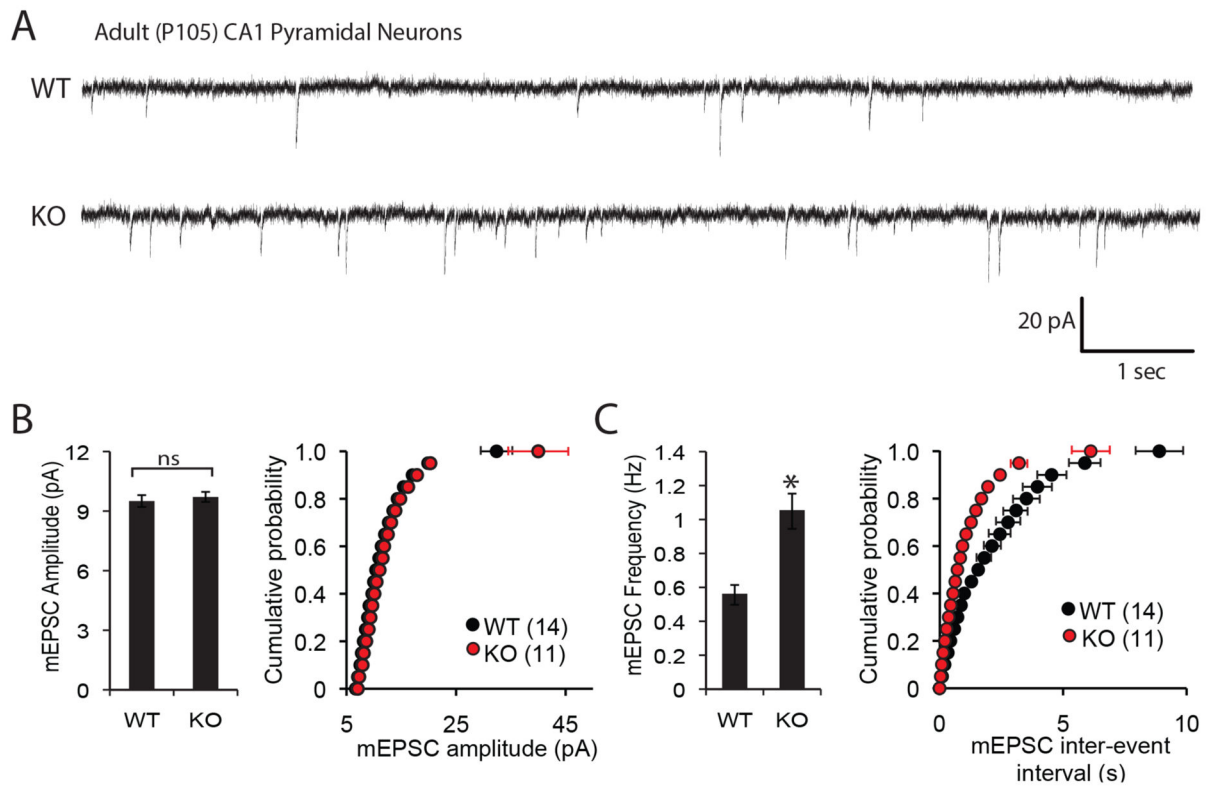 A
Adult (P105) CA1 Pyramidal Neurons
WT
KO
20 pA
1 sec
B
mEPSC Amplitude (pA)
12
9
6
3
0
ns
WT
KO
Cumulative probability
1.0
0.8
0.6
0.4
0.2
0
WT (14)
KO (11)
5
25
45
mEPSC amplitude (pA)
C
mEPSC Frequency (Hz)
1.4
1.2
1
0.8
0.6
0.4
0.2
0
*
WT
KO
Cumulative probability
1.0
0.8
0.6
0.4
0.2
0
WT (14)
KO (11)
0
5
10
mEPSC inter-event
interval (s)